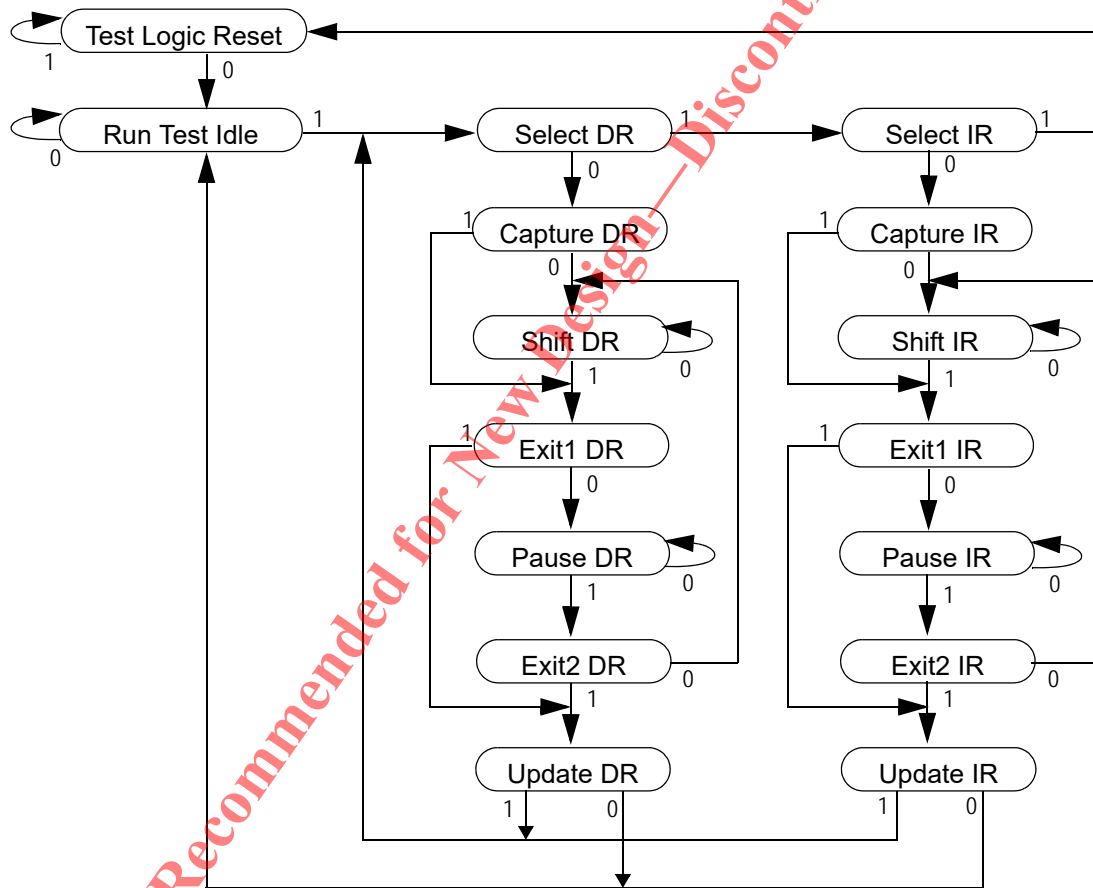 Test Logic Reset
1
0
Run Test Idle
0
1
Select DR
1
Select IR
1
0
0
1
Capture DR
1
Capture IR
0
0
Shift DR
0
Shift IR
0
1
1
1
Exit1 DR
1
Exit1 IR
0
0
Pause DR
0
Pause IR
0
1
1
Exit2 DR
0
Exit2 IR
0
1
1
Update DR
Update IR
1
0
1
0
Recommended for New Design—Discont